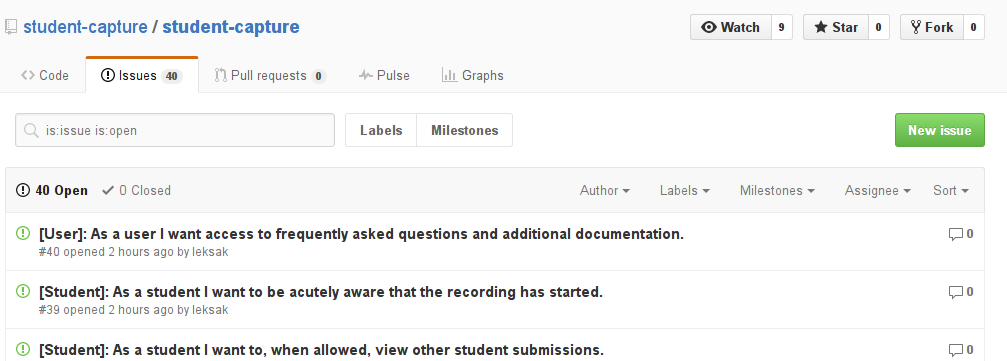 student-capture / student-capture
Watch 9 Star 0 Fork 0
Code Issues 40 Pull requests 0 Pulse Graphs
is:issue is:open Labels Milestones New issue
40 Open 0 Closed Author Labels Milestones Assignee Sort
[User]: As a user I want access to frequently asked questions and additional documentation. 0
#40 opened 2 hours ago by leksak
[Student]: As a student I want to be acutely aware that the recording has started. 0
#39 opened 2 hours ago by leksak
[Student]: As a student I want to, when allowed, view other student submissions. 0